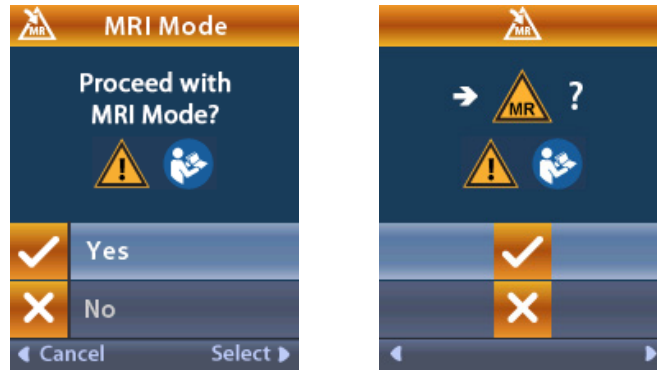 MR MRI Mode
Proceed with
MRI Mode?
!
Yes
No
Cancel Select
MR
MR ?
!